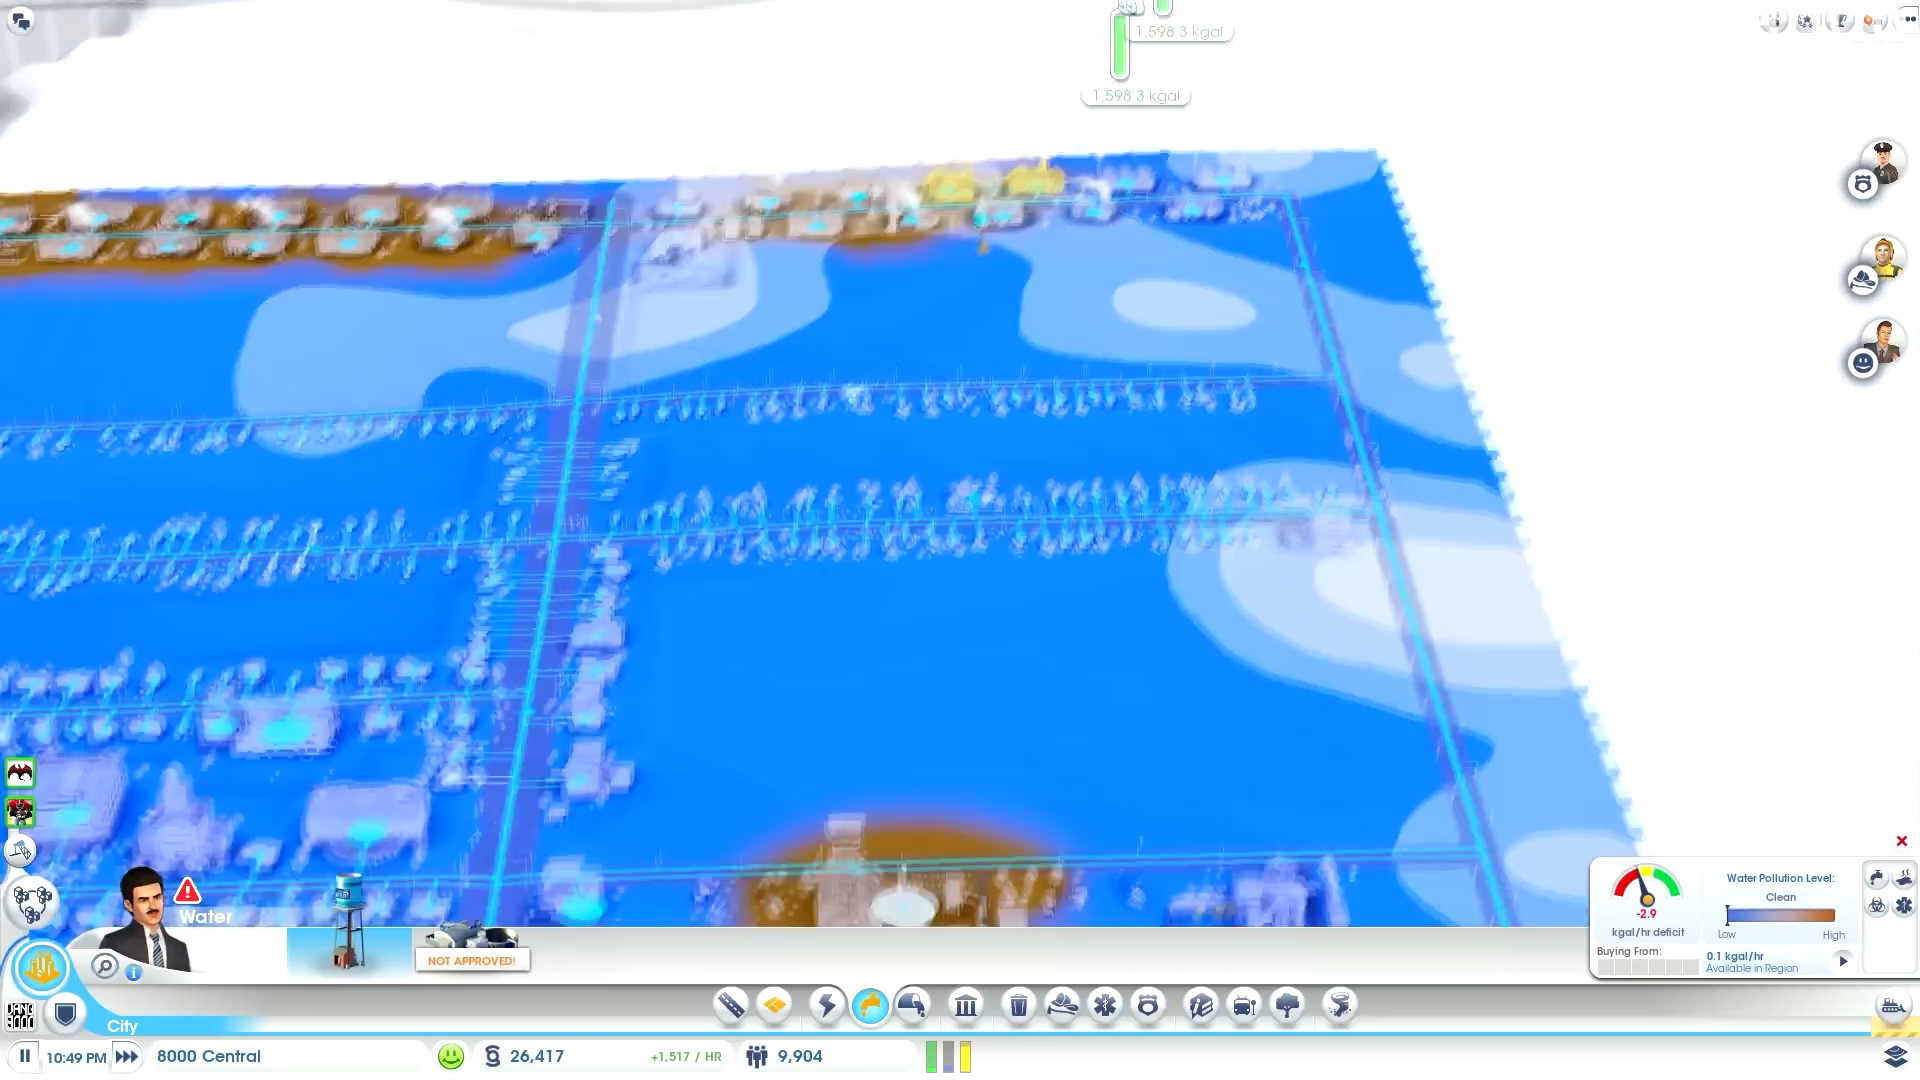 1,598 3 kgal
1,598 3 kgal
Water
NOT APPROVED!
City
10:49 PM
8000 Central
26,417
+1,517 / HR
9,904
Water Pollution Level:
Clean
Low
High
-2.9
kgal/hr deficit
Buying From:
0.1 kgal/hr
Available in Region